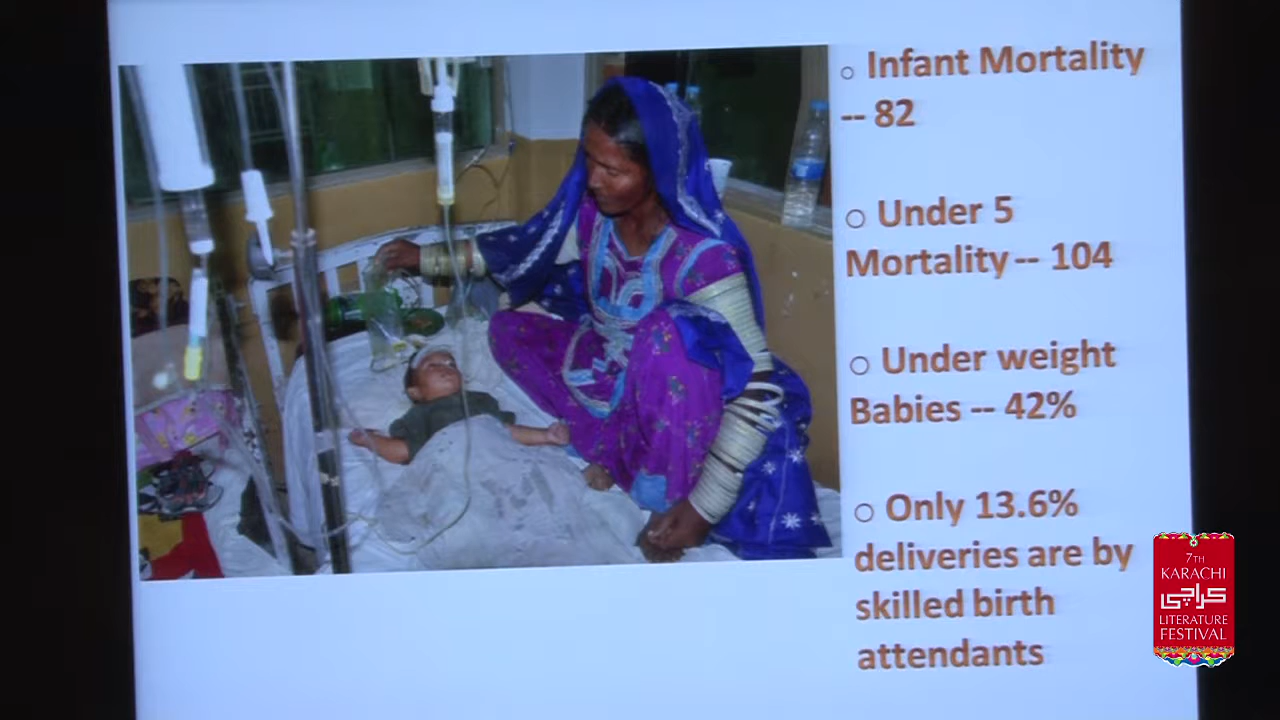 ○ Infant Mortality
-- 82
○ Under 5
Mortality -- 104
○ Under weight
Babies -- 42%
○ Only 13.6%
deliveries are by
skilled birth
attendants
7TH
KARACHI
کراچی
LITERATURE
FESTIVAL